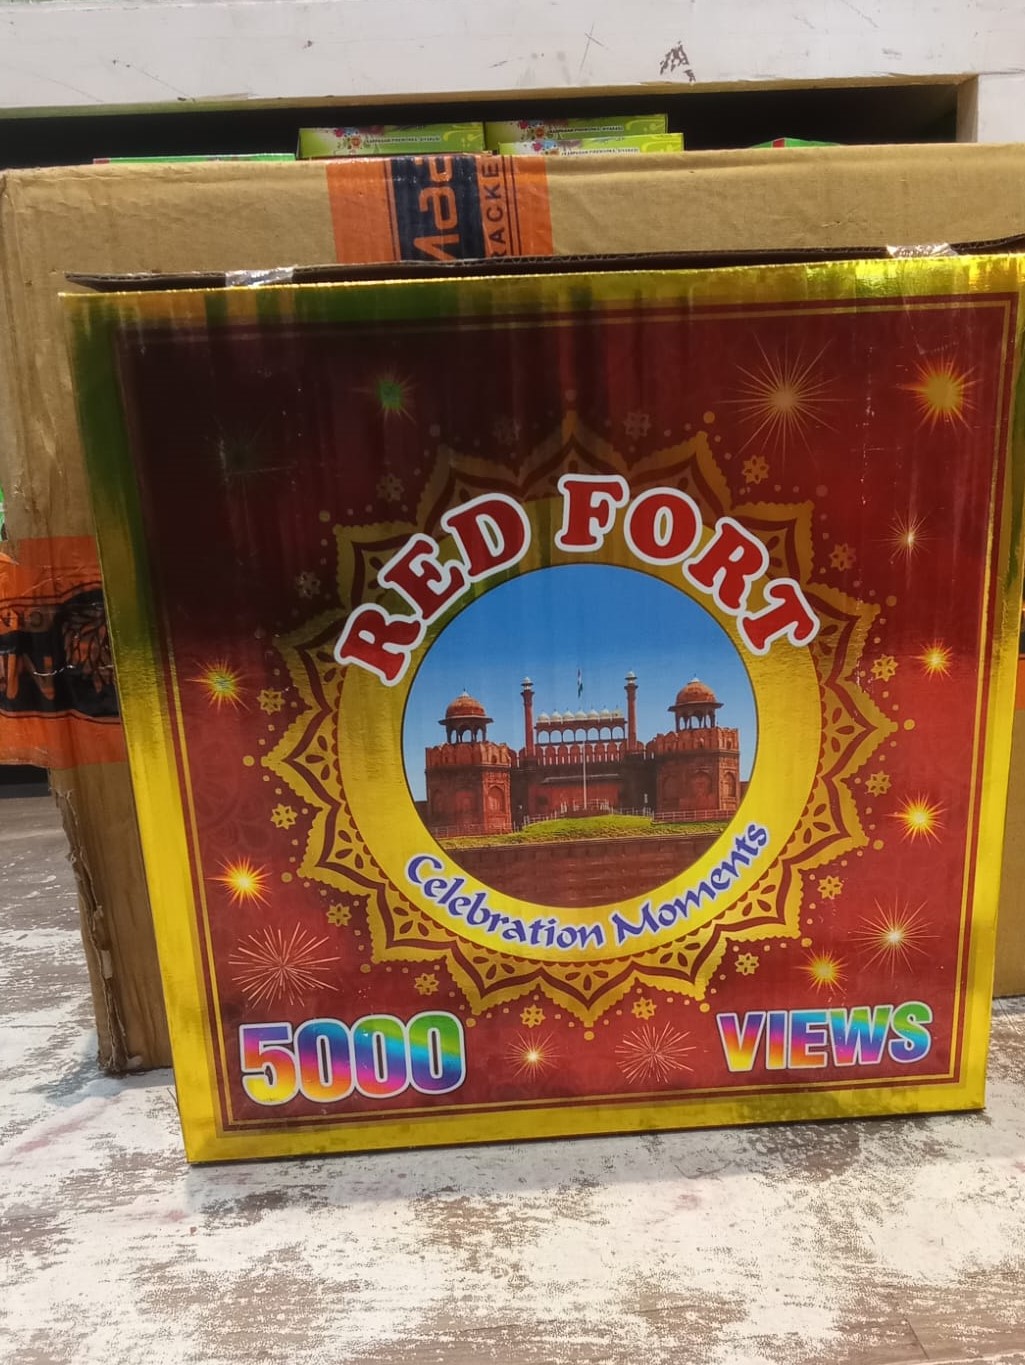 RED FORT
Celebration Moments
5000 VIEWS